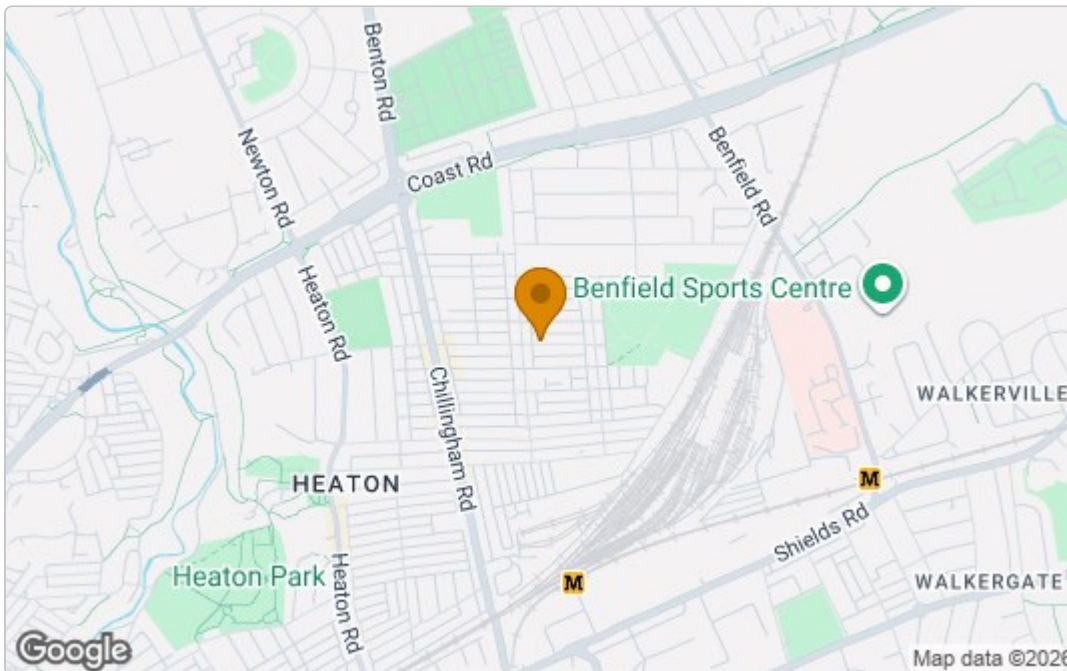 Benton Rd
Newton Rd
Coast Rd
Benfield Rd
Heaton Rd
Benfield Sports Centre
Chillingham Rd
WALKERVILLE
HEATON
M
Shields Rd
Heaton Park
Heaton Rd
M
WALKERGATE
Google
Map data ©2026